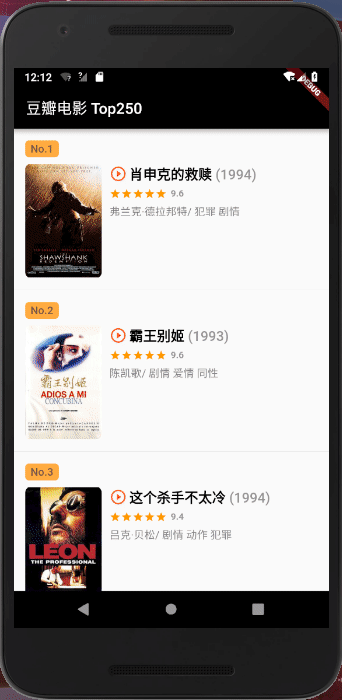 12:12
DEBUG
豆瓣电影 Top250
No.1
肖申克的救赎 (1994)
9.6
弗兰克·德拉邦特/ 犯罪 剧情
SHAWSHANK
REDEMPTION
No.2
霸王别姬 (1993)
9.6
陈凯歌/ 剧情 爱情 同性
霸王别姬
ADIOS A MI
CONCUBINA
No.3
这个杀手不太冷 (1994)
9.4
吕克·贝松/ 剧情 动作 犯罪
LEON
THE PROFESSIONAL